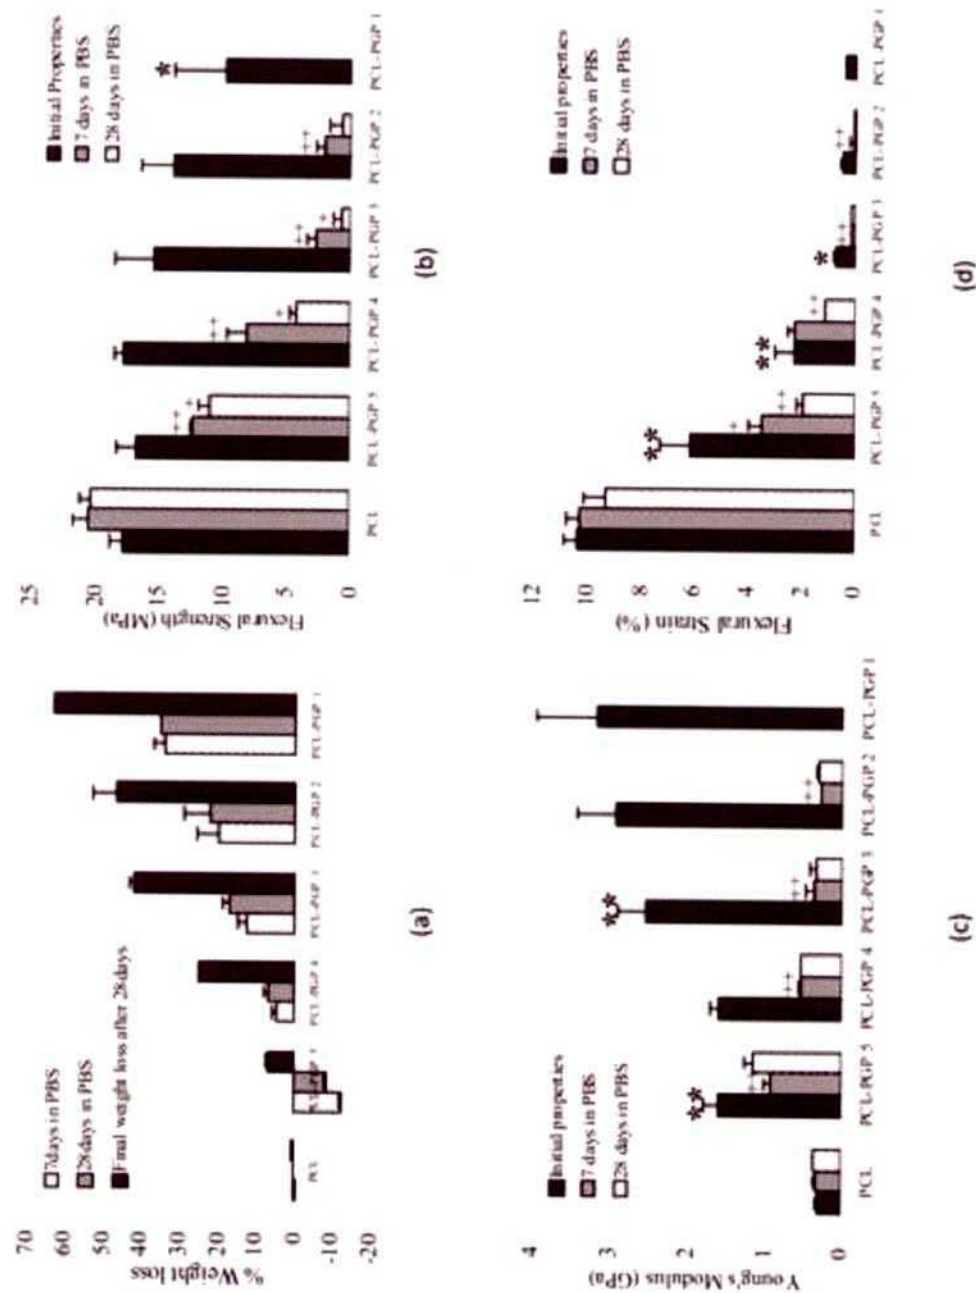 70
60
50
40
30
20
10
0
-10
-20
% Weight loss
7days in PBS
28days in PBS
Final weight loss after 28days
PCL
PCL-PGP 4
PCL-PGP 2
(a)
25
20
15
10
5
0
Flexural Strength (MPa)
Initial Properties
7 days in PBS
28 days in PBS
PCL
PCL-PGP 5
PCL-PGP 4
PCL-PGP 3
PCL-PGP 2
PCL-PGP 1
(b)
4
3
2
1
0
Young's Modulus (GPa)
Initial properties
7 days in PBS
28 days in PBS
PCL
PCL-PGP 5
PCL-PGP 4
PCL-PGP 3
PCL-PGP 2
PCL-PGP 1
(c)
12
10
8
6
4
2
0
Flexural Strain (%)
Initial properties
7 days in PBS
28 days in PBS
PCL
PCL-PGP 5
PCL-PGP 4
PCL-PGP 3
PCL-PGP 2
PCL-PGP 1
(d)